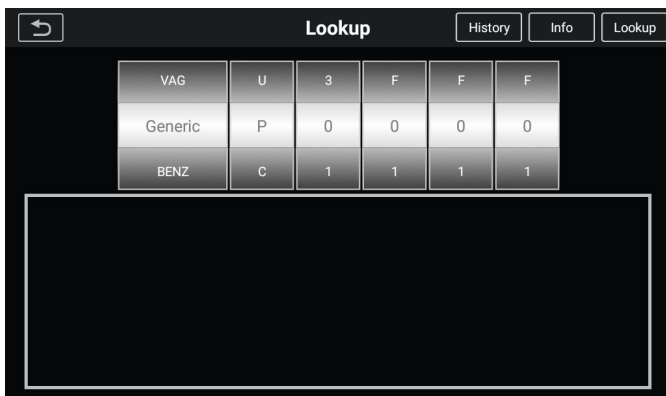 Lookup History Info Lookup
VAG U 3 F F F
Generic P 0 0 0 0
BENZ C 1 1 1 1